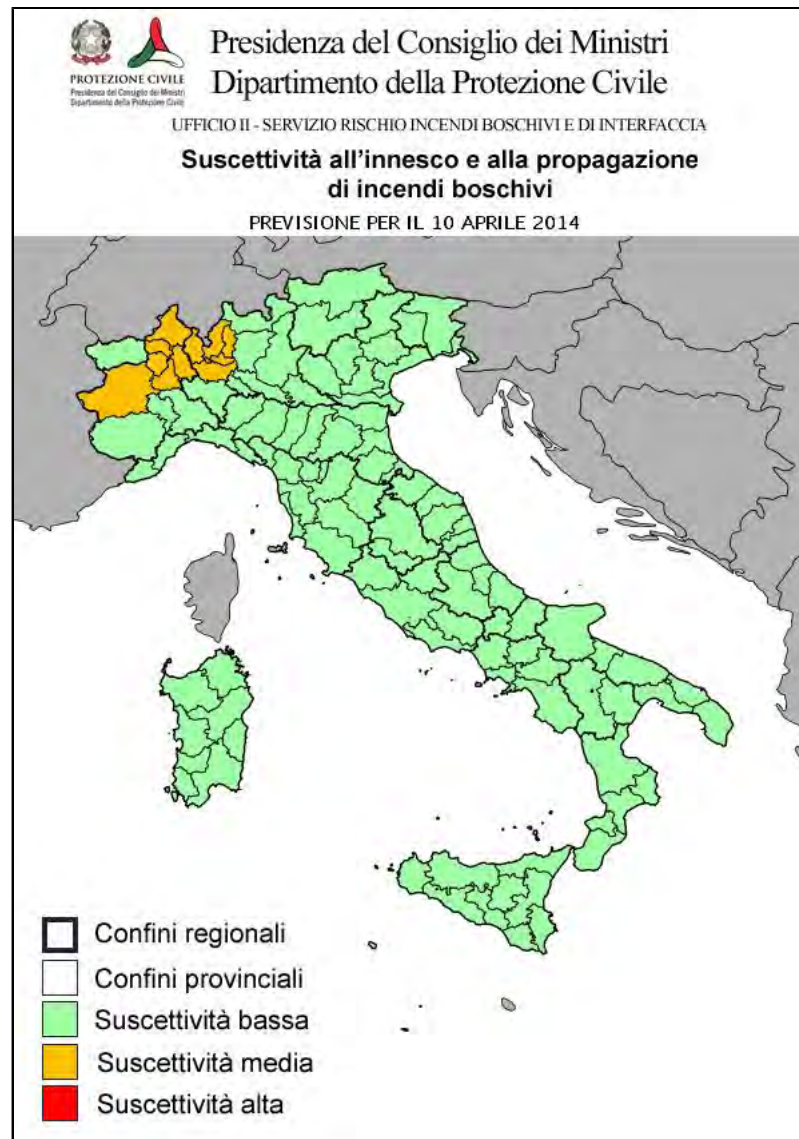 PROTEZIONE CIVILE
Presidenza del Consiglio dei Ministri
Dipartimento della Protezione Civile
Presidenza del Consiglio dei Ministri
Dipartimento della Protezione Civile
UFFICIO II - SERVIZIO RISCHIO INCENDI BOSCHIVI E DI INTERFACCIA
Suscettività all'innesco e alla propagazione
di incendi boschivi
PREVISIONE PER IL 10 APRILE 2014
Confini regionali
Confini provinciali
Suscettività bassa
Suscettività media
Suscettività alta